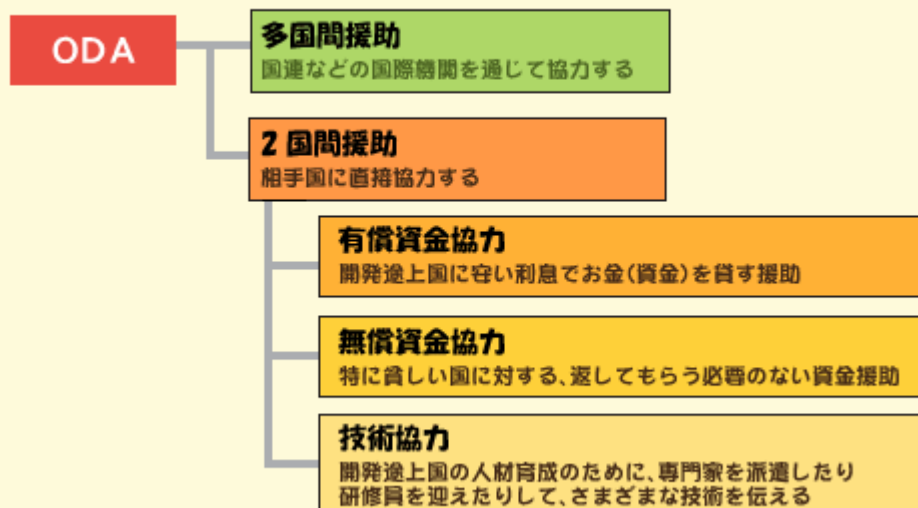 ODA
多国間援助
国連などの国際機関を通じて協力する
2国間援助
相手国に直接協力する
有償資金協力
開発途上国に安い利息でお金(資金)を貸す援助
無償資金協力
特に貧しい国に対する、返してもらう必要のない資金援助
技術協力
開発途上国の人材育成のために、専門家を派遣したり
研修員を迎えたりして、さまざまな技術を伝える